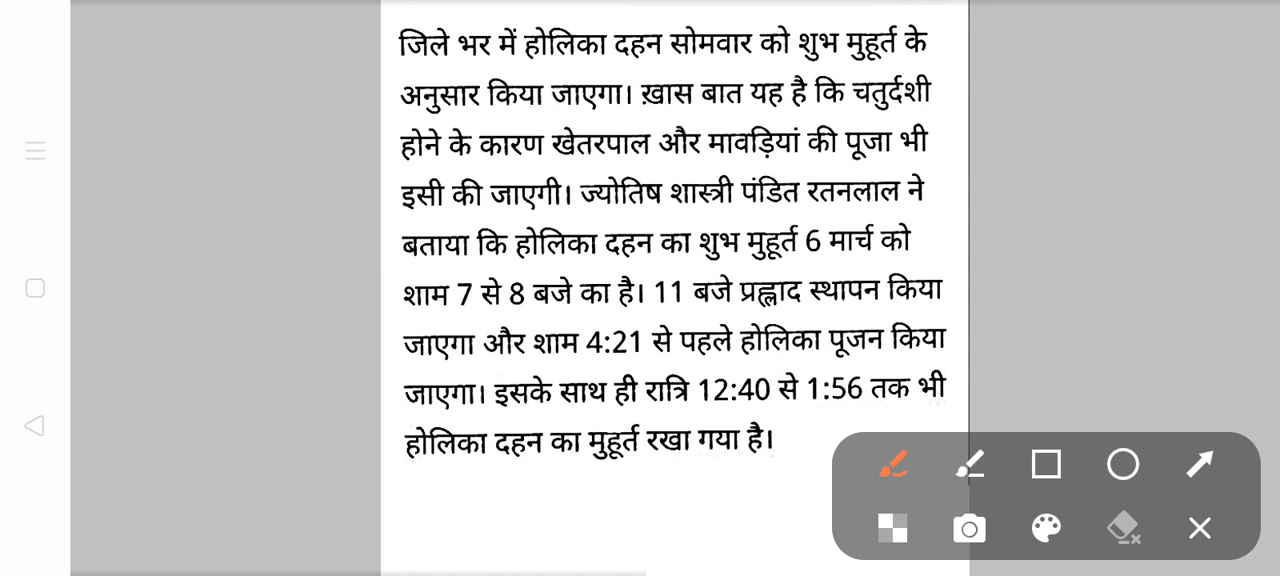 जिले भर में होलिका दहन सोमवार को शुभ मुहूर्त के
अनुसार किया जाएगा। ख़ास बात यह है कि चतुर्दशी
होने के कारण खेतरपाल और मावड़ियां की पूजा भी
इसी की जाएगी। ज्योतिष शास्त्री पंडित रतनलाल ने
बताया कि होलिका दहन का शुभ मुहूर्त 6 मार्च को
शाम 7 से 8 बजे का है। 11 बजे प्रह्लाद स्थापन किया
जाएगा और शाम 4:21 से पहले होलिका पूजन किया
जाएगा। इसके साथ ही रात्रि 12:40 से 1:56 तक भी
होलिका दहन का मुहूर्त रखा गया है।